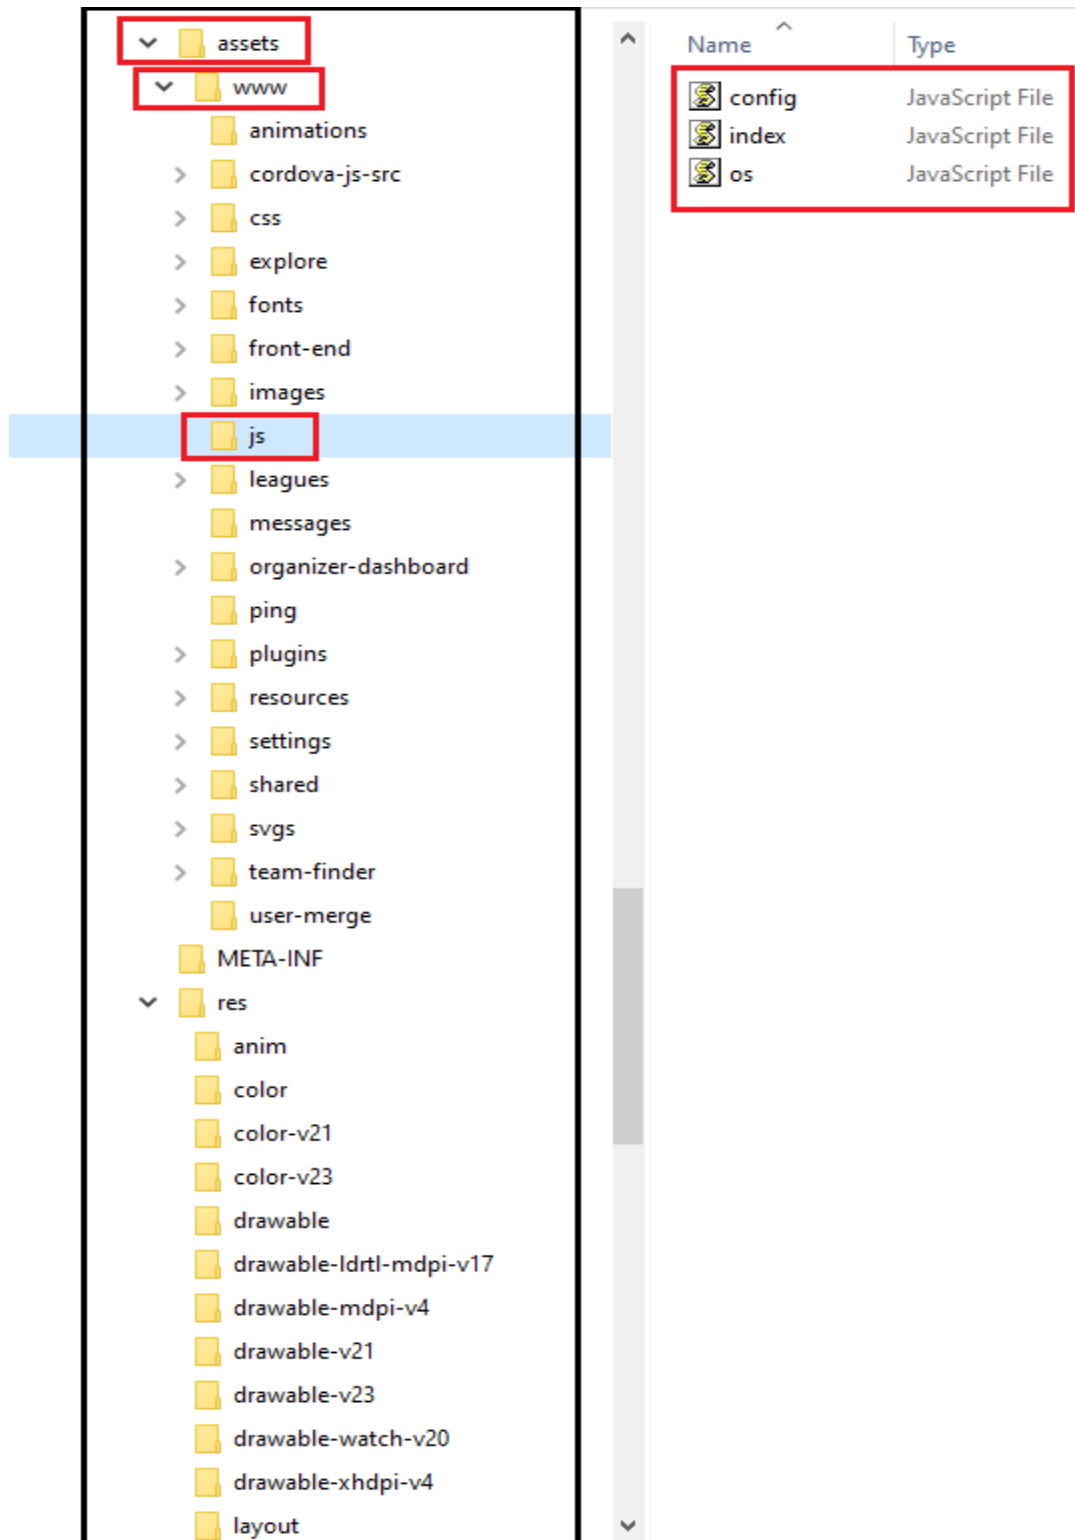 assets
www
animations
cordova-js-src
css
explore
fonts
front-end
images
js
leagues
messages
organizer-dashboard
ping
plugins
resources
settings
shared
svgs
team-finder
user-merge
META-INF
res
anim
color
color-v21
color-v23
drawable
drawable-ldrtl-mdpi-v17
drawable-mdpi-v4
drawable-v21
drawable-v23
drawable-watch-v20
drawable-xhdpi-v4
layout
Name Type
config JavaScript File
index JavaScript File
os JavaScript File